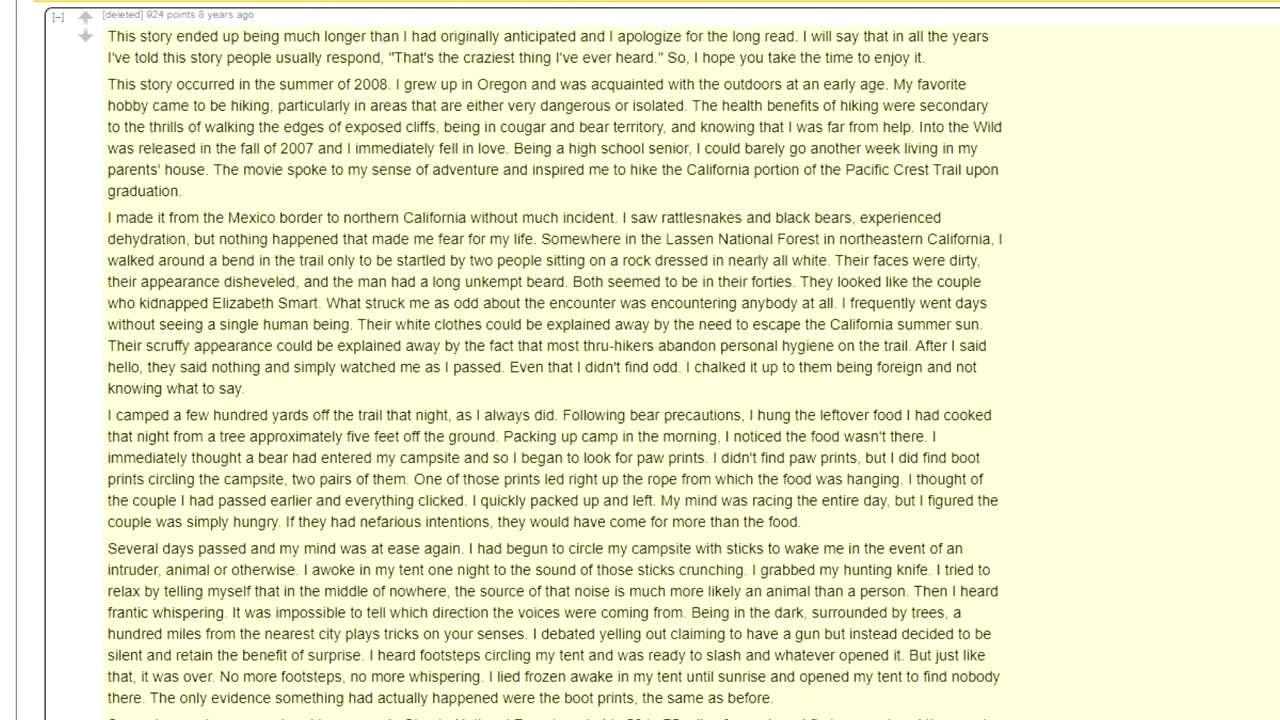 [–] [deleted] 924 points 8 years ago
This story ended up being much longer than I had originally anticipated and I apologize for the long read. I will say that in all the years
I've told this story people usually respond, "That's the craziest thing I've ever heard." So, I hope you take the time to enjoy it.
This story occurred in the summer of 2008. I grew up in Oregon and was acquainted with the outdoors at an early age. My favorite
hobby came to be hiking, particularly in areas that are either very dangerous or isolated. The health benefits of hiking were secondary
to the thrills of walking the edges of exposed cliffs, being in cougar and bear territory, and knowing that I was far from help. Into the Wild
was released in the fall of 2007 and I immediately fell in love. Being a high school senior, I could barely go another week living in my
parents' house. The movie spoke to my sense of adventure and inspired me to hike the California portion of the Pacific Crest Trail upon
graduation.
I made it from the Mexico border to northern California without much incident. I saw rattlesnakes and black bears, experienced
dehydration, but nothing happened that made me fear for my life. Somewhere in the Lassen National Forest in northeastern California, I
walked around a bend in the trail only to be startled by two people sitting on a rock dressed in nearly all white. Their faces were dirty,
their appearance disheveled, and the man had a long unkempt beard. Both seemed to be in their forties. They looked like the couple
who kidnapped Elizabeth Smart. What struck me as odd about the encounter was encountering anybody at all. I frequently went days
without seeing a single human being. Their white clothes could be explained away by the need to escape the California summer sun.
Their scruffy appearance could be explained away by the fact that most thru-hikers abandon personal hygiene on the trail. After I said
hello, they said nothing and simply watched me as I passed. Even that I didn't find odd. I chalked it up to them being foreign and not
knowing what to say.
I camped a few hundred yards off the trail that night, as I always did. Following bear precautions, I hung the leftover food I had cooked
that night from a tree approximately five feet off the ground. Packing up camp in the morning, I noticed the food wasn't there. I
immediately thought a bear had entered my campsite and so I began to look for paw prints. I didn't find paw prints, but I did find boot
prints circling the campsite, two pairs of them. One of those prints led right up the rope from which the food was hanging. I thought of
the couple I had passed earlier and everything clicked. I quickly packed up and left. My mind was racing the entire day, but I figured the
couple was simply hungry. If they had nefarious intentions, they would have come for more than the food.
Several days passed and my mind was at ease again. I had begun to circle my campsite with sticks to wake me in the event of an
intruder, animal or otherwise. I awoke in my tent one night to the sound of those sticks crunching. I grabbed my hunting knife. I tried to
relax by telling myself that in the middle of nowhere, the source of that noise is much more likely an animal than a person. Then I heard
frantic whispering. It was impossible to tell which direction the voices were coming from. Being in the dark, surrounded by trees, a
hundred miles from the nearest city plays tricks on your senses. I debated yelling out claiming to have a gun but instead decided to be
silent and retain the benefit of surprise. I heard footsteps circling my tent and was ready to slash and whatever opened it. But just like
that, it was over. No more footsteps, no more whispering. I lied frozen awake in my tent until sunrise and opened my tent to find nobody
there. The only evidence something had actually happened were the boot prints, the same as before.